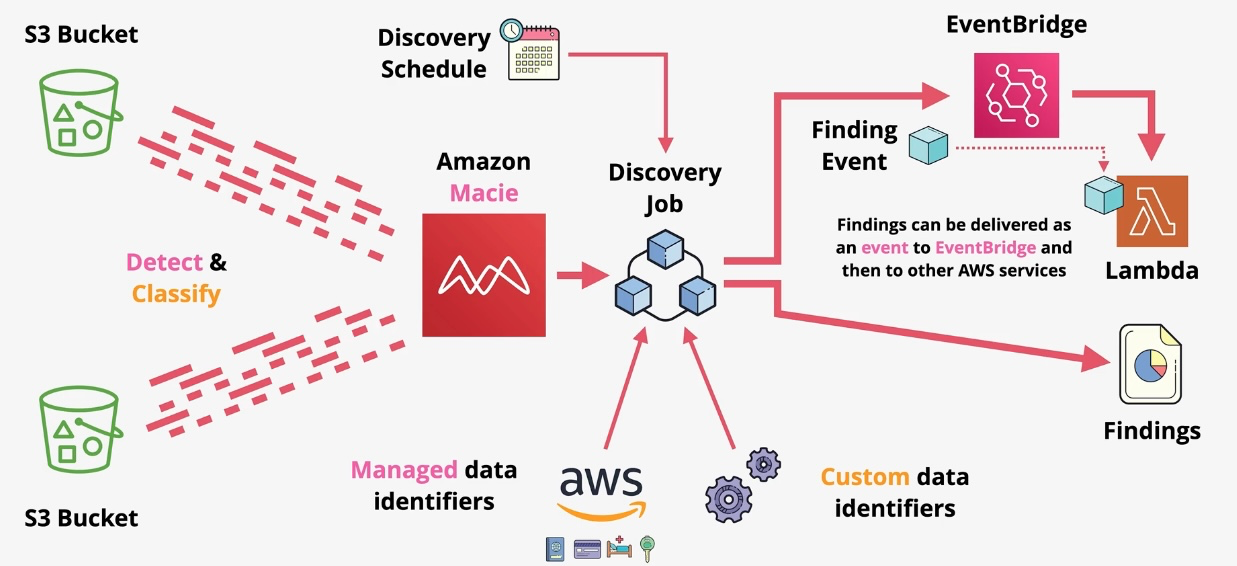 S3 Bucket
Discovery
Schedule
EventBridge
Finding
Event
Amazon
Macie
Discovery
Job
Findings can be delivered as
an event to EventBridge and
then to other AWS services
Lambda
Detect &
Classify
Findings
Managed data
identifiers
aws
Custom data
identifiers
S3 Bucket